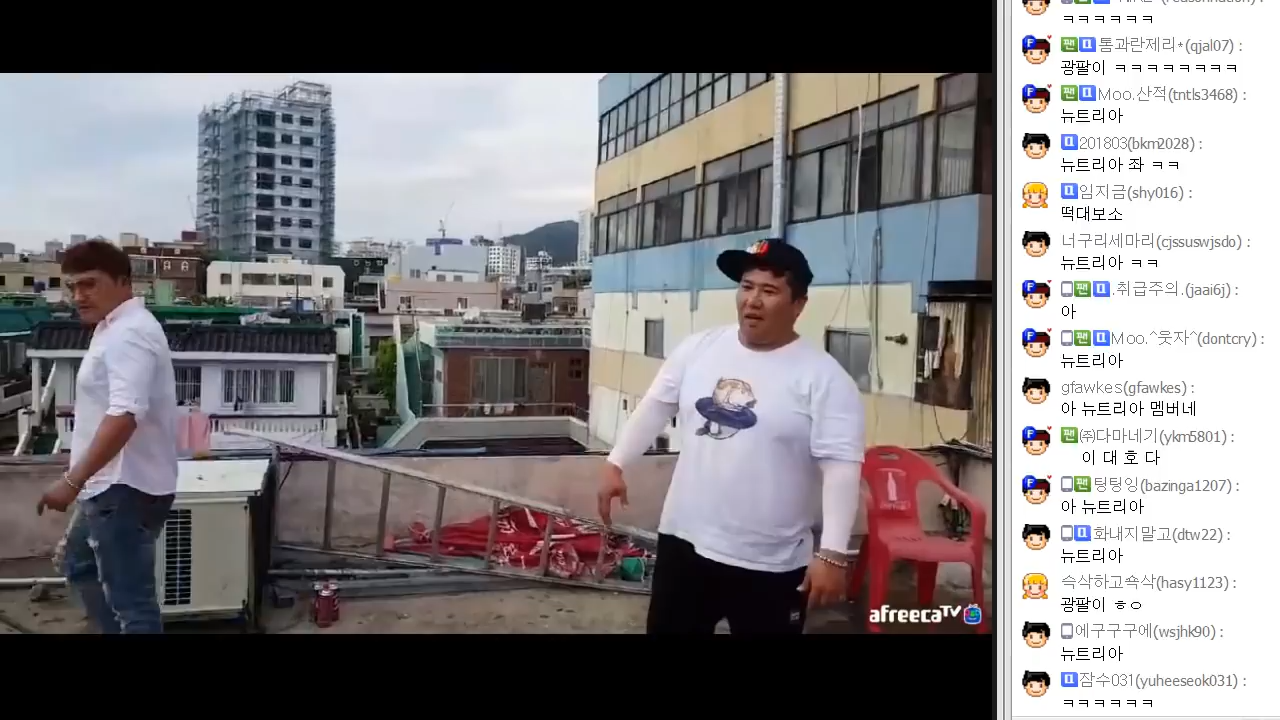 ㅋㅋㅋㅋㅋㅋ
팬 통과란제리*(qjal07) :
광팔이 ㅋㅋㅋㅋㅋㅋㅋㅋ
팬 Moo.산적(tntls3468) :
뉴트리아
201803(bkm2028) :
뉴트리아 좌 ㅋㅋ
임지금(shy016) :
떡대보소
너구리세마리(cjssuswjsdo) :
뉴트리아 ㅋㅋ
팬 .취급주의.(jaai6j) :
아
팬 Moo.^웃자^(dontcry) :
뉴트리아
gfawkes(gfawkes) :
아 뉴트리아 멤버네
팬 ㈜다마네기(ykm5801) :
이 대 호 다
팬 팅팅잉(bazinga1207) :
아 뉴트리아
화내지말고(dtw22) :
뉴트리아
슥삭하고쇽삭(hasy1123) :
광팔이 ㅎㅇ
에구구구에(wsjhk90) :
뉴트리아
잠수031(yuheeseok031) :
ㅋㅋㅋㅋㅋㅋ
afreecaTV